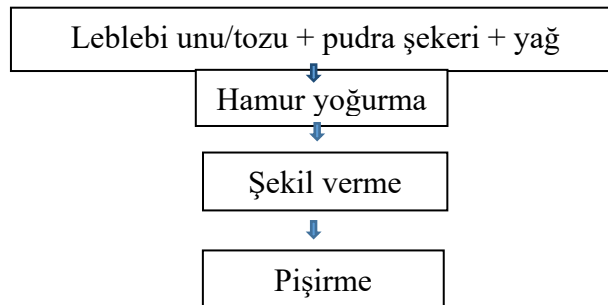 Leblebi unu/tozu + pudra şekeri + yağ
Hamur yoğurma
Şekil verme
Pişirme